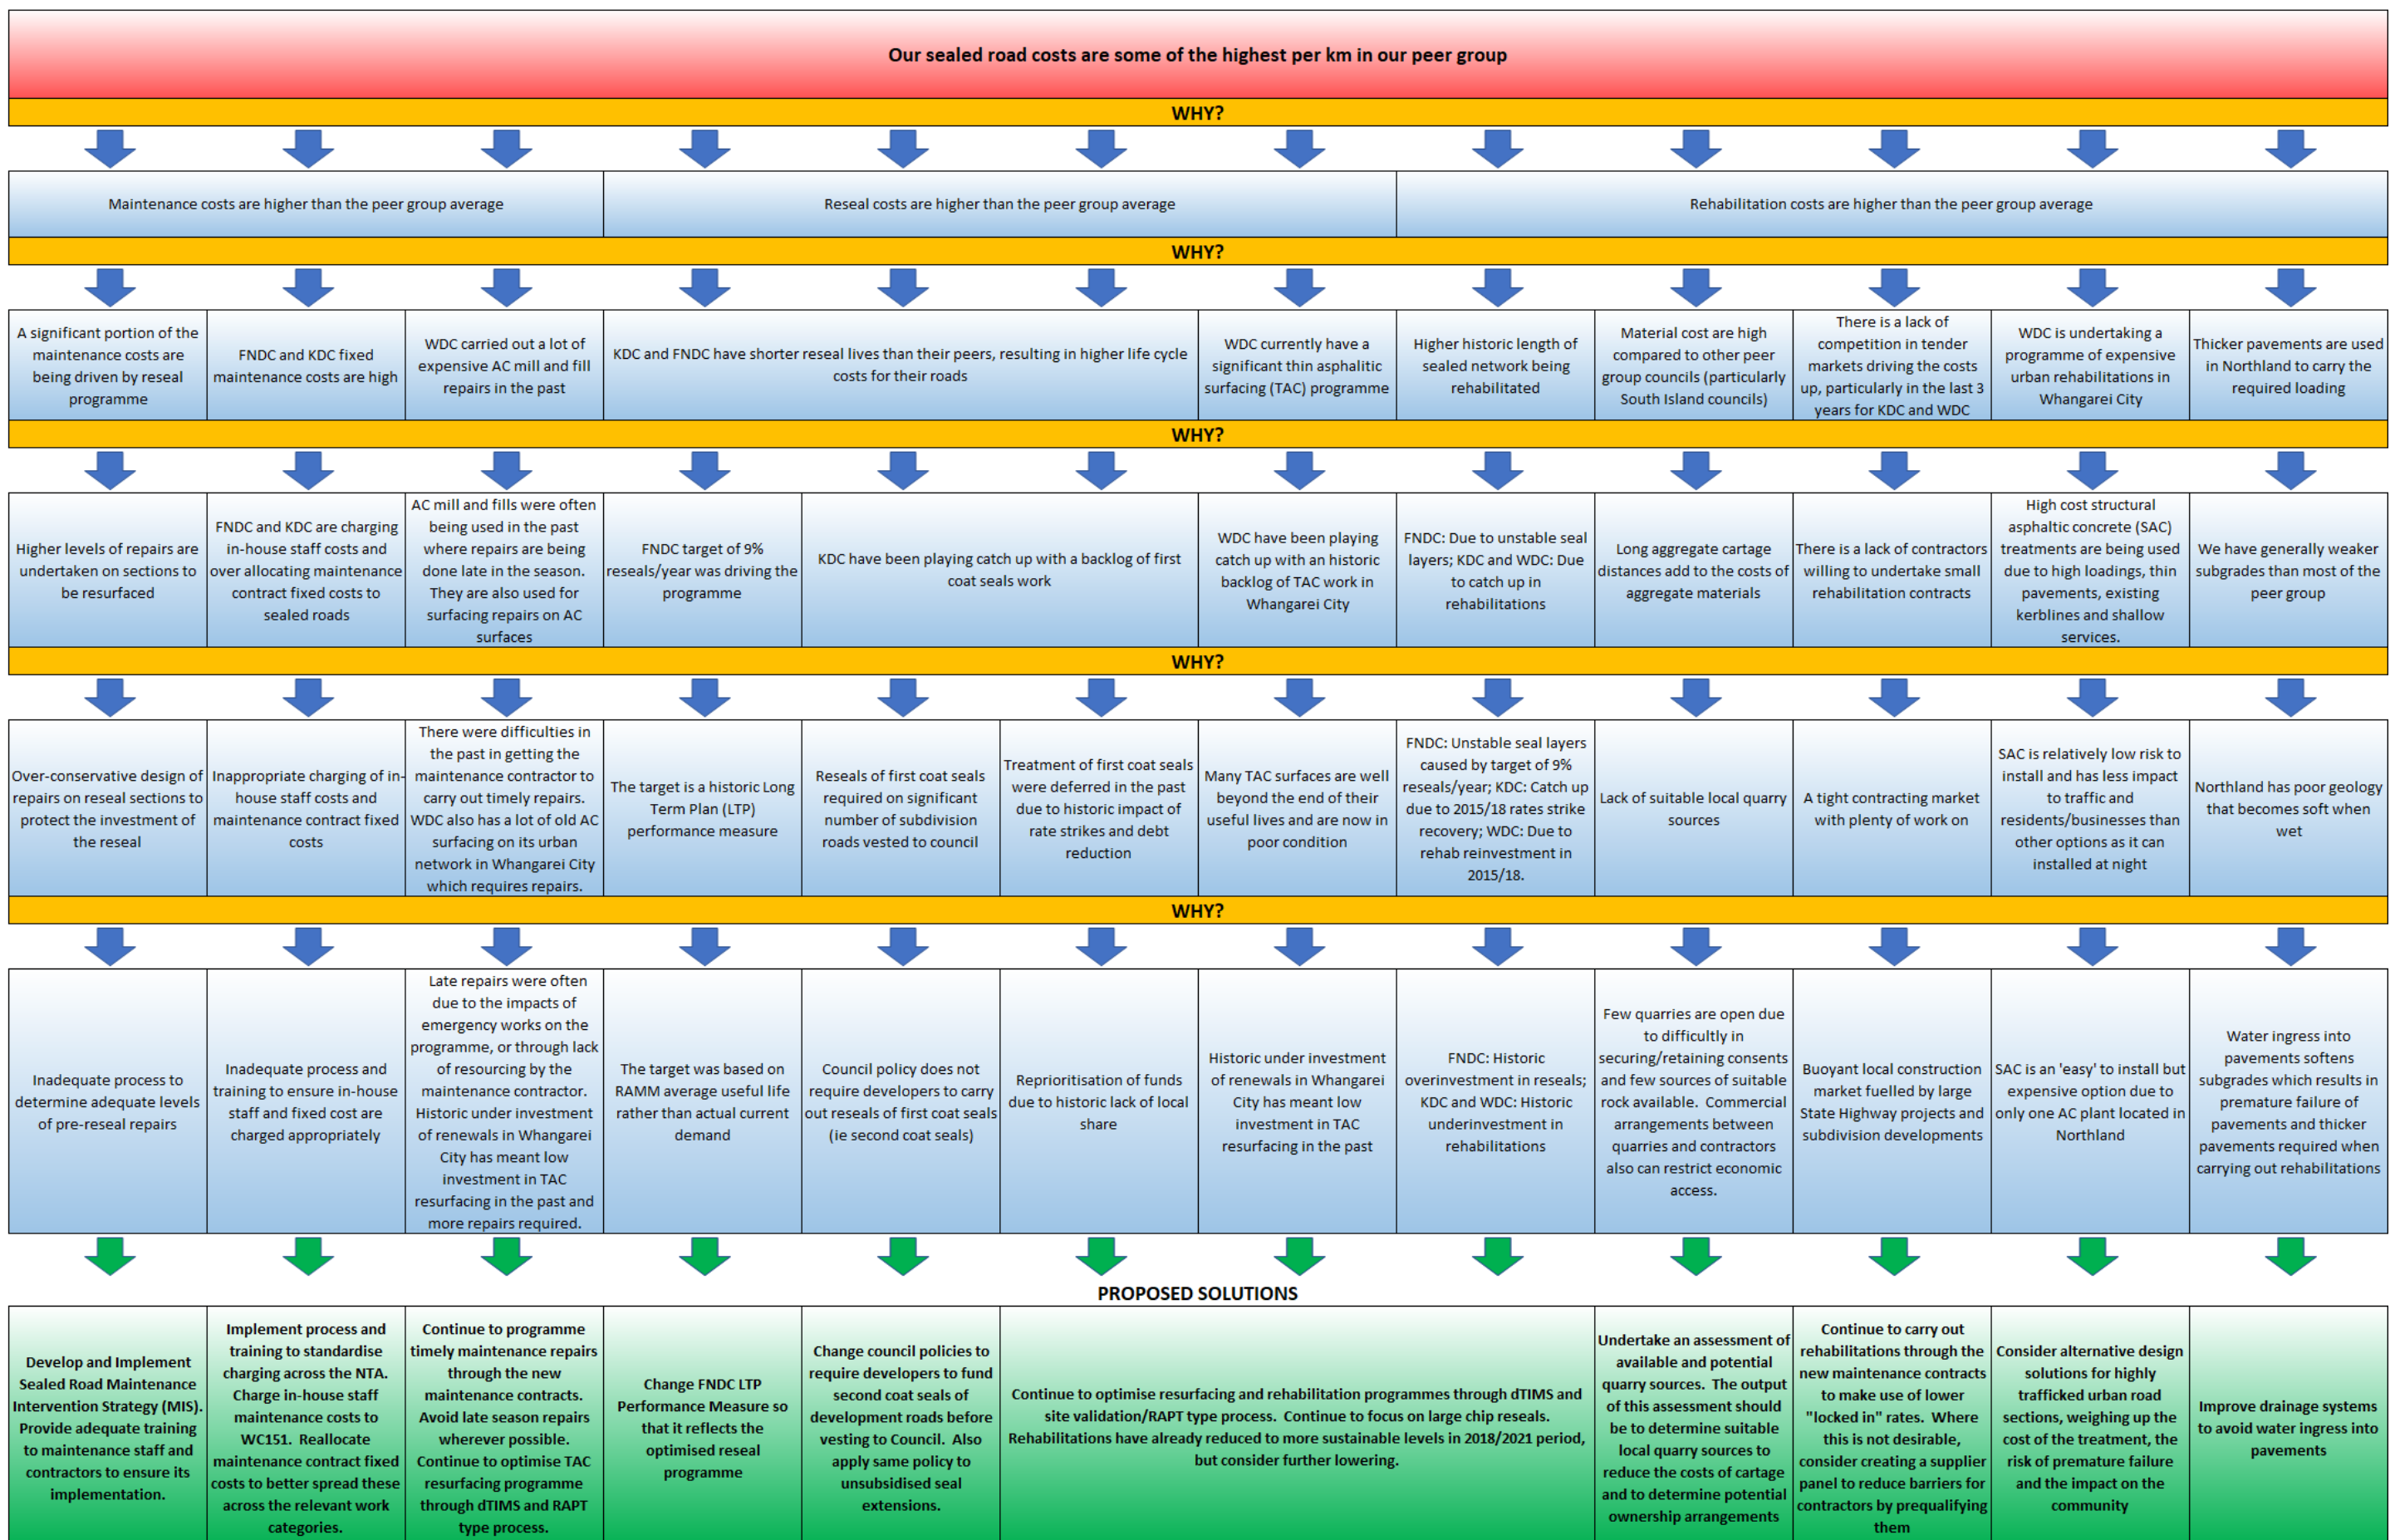 Our sealed road costs are some of the highest per km in our peer group
WHY?
Maintenance costs are higher than the peer group average
Reseal costs are higher than the peer group average
Rehabilitation costs are higher than the peer group average
WHY?
A significant portion of the
maintenance costs are
being driven by reseal
programme
FNDC and KDC fixed
maintenance costs are high
WDC carried out a lot of
expensive AC mill and fill
repairs in the past
KDC and FNDC have shorter reseal lives than their peers, resulting in higher life cycle
costs for their roads
WDC currently have a
significant thin asphalitic
surfacing (TAC) programme
Higher historic length of
sealed network being
rehabilitated
Material cost are high
compared to other peer
group councils (particularly
South Island councils)
There is a lack of
competition in tender
markets driving the costs
up, particularly in the last 3
years for KDC and WDC
WDC is undertaking a
programme of expensive
urban rehabilitations in
Whangarei City
Thicker pavements are used
in Northland to carry the
required loading
WHY?
Higher levels of repairs are
undertaken on sections to
be resurfaced
FNDC and KDC are charging
in-house staff costs and
over allocating maintenance
contract fixed costs to
sealed roads
AC mill and fills were often
being used in the past
where repairs are being
done late in the season.
They are also used for
surfacing repairs on AC
surfaces
FNDC target of 9%
reseals/year was driving the
programme
KDC have been playing catch up with a backlog of first
coat seals work
WDC have been playing
catch up with an historic
backlog of TAC work in
Whangarei City
FNDC: Due to unstable seal
layers; KDC and WDC: Due
to catch up in
rehabilitations
Long aggregate cartage
distances add to the costs of
aggregate materials
There is a lack of contractors
willing to undertake small
rehabilitation contracts
High cost structural
asphaltic concrete (SAC)
treatments are being used
due to high loadings, thin
pavements, existing
kerblines and shallow
services.
We have generally weaker
subgrades than most of the
peer group
WHY?
Over-conservative design of
repairs on reseal sections to
protect the investment of
the reseal
Inappropriate charging of in-
house staff costs and
maintenance contract fixed
costs
There were difficulties in
the past in getting the
maintenance contractor to
carry out timely repairs.
WDC also has a lot of old AC
surfacing on its urban
network in Whangarei City
which requires repairs.
The target is a historic Long
Term Plan (LTP)
performance measure
Reseals of first coat seals
required on significant
number of subdivision
roads vested to council
Treatment of first coat seals
were deferred in the past
due to historic impact of
rate strikes and debt
reduction
Many TAC surfaces are well
beyond the end of their
useful lives and are now in
poor condition
FNDC: Unstable seal layers
caused by target of 9%
reseals/year; KDC: Catch up
due to 2015/18 rates strike
recovery; WDC: Due to
rehab reinvestment in
2015/18.
Lack of suitable local quarry
sources
A tight contracting market
with plenty of work on
SAC is relatively low risk to
install and has less impact
to traffic and
residents/businesses than
other options as it can
installed at night
Northland has poor geology
that becomes soft when
wet
WHY?
Inadequate process to
determine adequate levels
of pre-reseal repairs
Inadequate process and
training to ensure in-house
staff and fixed cost are
charged appropriately
Late repairs were often
due to the impacts of
emergency works on the
programme, or through lack
of resourcing by the
maintenance contractor.
Historic under investment
of renewals in Whangarei
City has meant low
investment in TAC
resurfacing in the past and
more repairs required.
The target was based on
RAMM average useful life
rather than actual current
demand
Council policy does not
require developers to carry
out reseals of first coat seals
(ie second coat seals)
Reprioritisation of funds
due to historic lack of local
share
Historic under investment
of renewals in Whangarei
City has meant low
investment in TAC
resurfacing in the past
FNDC: Historic
overinvestment in reseals;
KDC and WDC: Historic
underinvestment in
rehabilitations
Few quarries are open due
to difficultly in
securing/retaining consents
and few sources of suitable
rock available. Commercial
arrangements between
quarries and contractors
also can restrict economic
access.
Buoyant local construction
market fuelled by large
State Highway projects and
subdivision developments
SAC is an 'easy' to install but
expensive option due to
only one AC plant located in
Northland
Water ingress into
pavements softens
subgrades which results in
premature failure of
pavements and thicker
pavements required when
carrying out rehabilitations
PROPOSED SOLUTIONS
Develop and Implement
Sealed Road Maintenance
Intervention Strategy (MIS).
Provide adequate training
to maintenance staff and
contractors to ensure its
implementation.
Implement process and
training to standardise
charging across the NTA.
Charge in-house staff
maintenance costs to
WC151. Reallocate
maintenance contract fixed
costs to better spread these
across the relevant work
categories.
Continue to programme
timely maintenance repairs
through the new
maintenance contracts.
Avoid late season repairs
wherever possible.
Continue to optimise TAC
resurfacing programme
through dTIMS and RAPT
type process.
Change FNDC LTP
Performance Measure so
that it reflects the
optimised reseal
programme
Change council policies to
require developers to fund
second coat seals of
development roads before
vesting to Council. Also
apply same policy to
unsubsidised seal
extensions.
Continue to optimise resurfacing and rehabilitation programmes through dTIMS and
site validation/RAPT type process. Continue to focus on large chip reseals.
Rehabilitations have already reduced to more sustainable levels in 2018/2021 period,
but consider further lowering.
Undertake an assessment of
available and potential
quarry sources. The output
of this assessment should
be to determine suitable
local quarry sources to
reduce the costs of cartage
and to determine potential
ownership arrangements
Continue to carry out
rehabilitations through the
new maintenance contracts
to make use of lower
"locked in" rates. Where
this is not desirable,
consider creating a supplier
panel to reduce barriers for
contractors by prequalifying
them
Consider alternative design
solutions for highly
trafficked urban road
sections, weighing up the
cost of the treatment, the
risk of premature failure
and the impact on the
community
Improve drainage systems
to avoid water ingress into
pavements